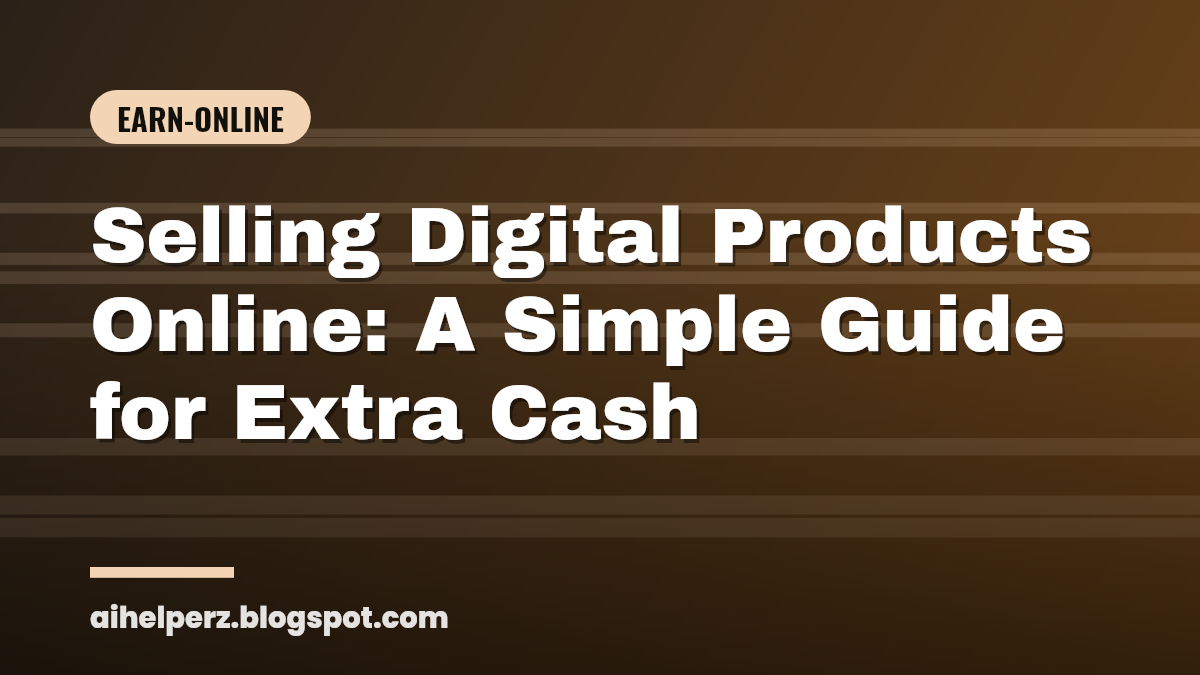 EARN-ONLINE
Selling Digital Products
Online: A Simple Guide
for Extra Cash
aihelperz.blogspot.com